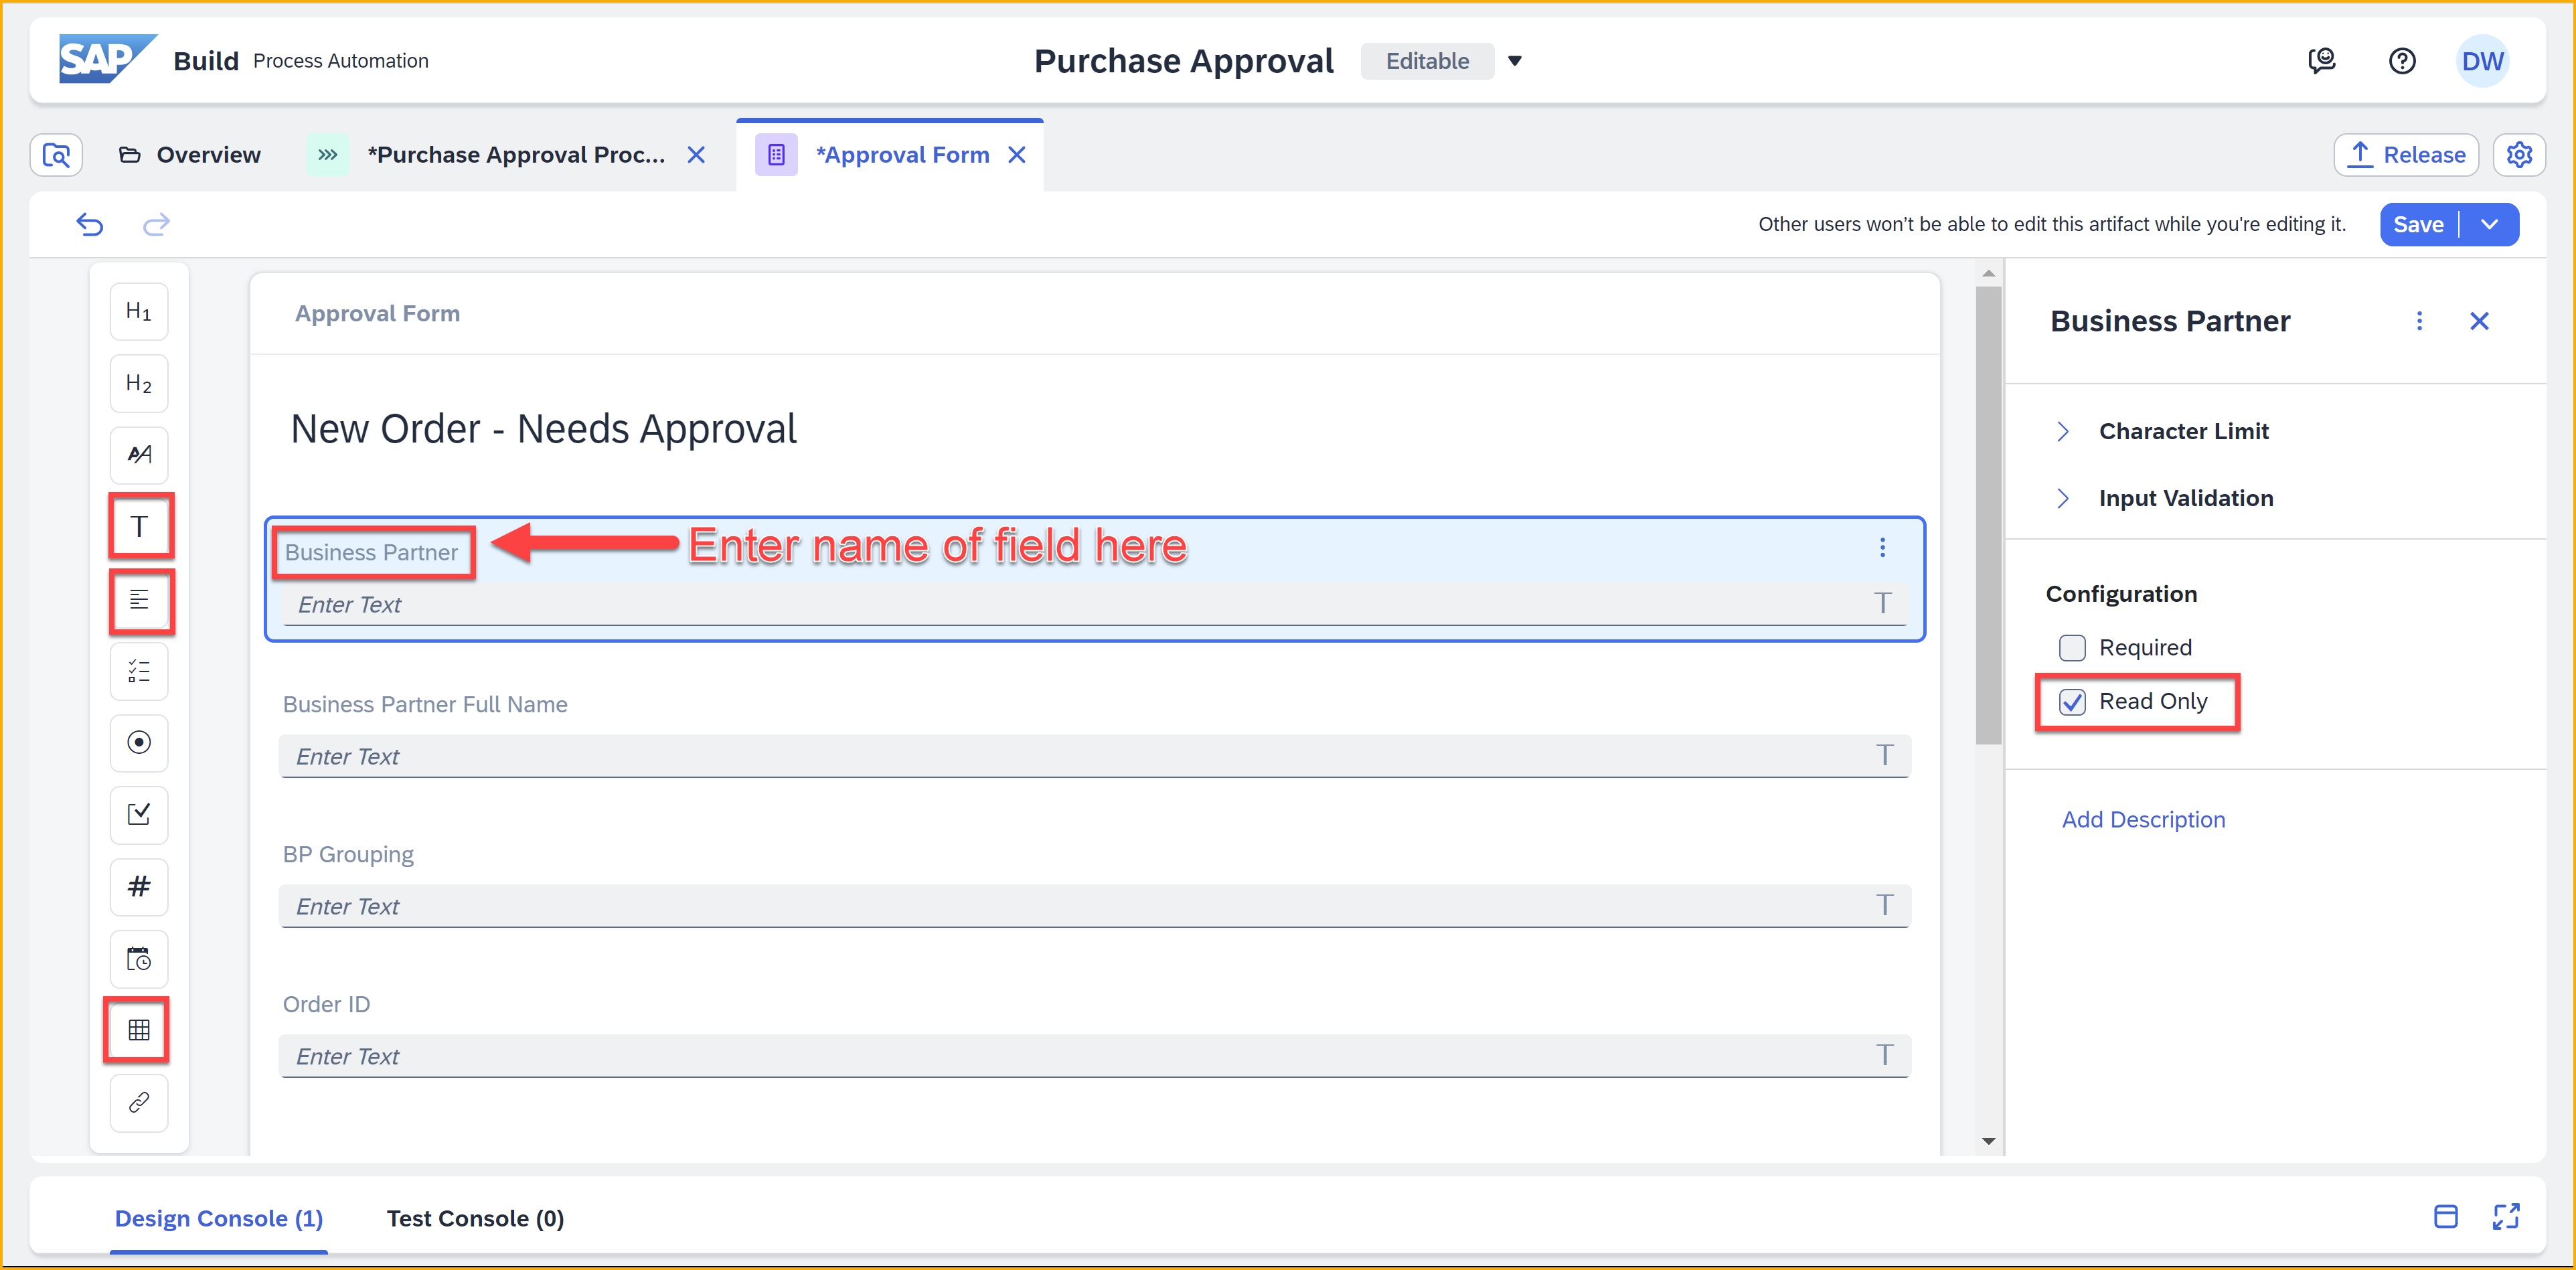 SAP Build Process Automation
Purchase Approval Editable
DW
Overview
*Purchase Approval Proc...
*Approval Form
Release
Other users won't be able to edit this artifact while you're editing it.
Save
H1
H2
AA
T
#
Approval Form
New Order - Needs Approval
Business Partner
Enter name of field here
Enter Text T
Business Partner Full Name
Enter Text T
BP Grouping
Enter Text T
Order ID
Enter Text T
Business Partner
Character Limit
Input Validation
Configuration
Required
Read Only
Add Description
Design Console (1)
Test Console (0)